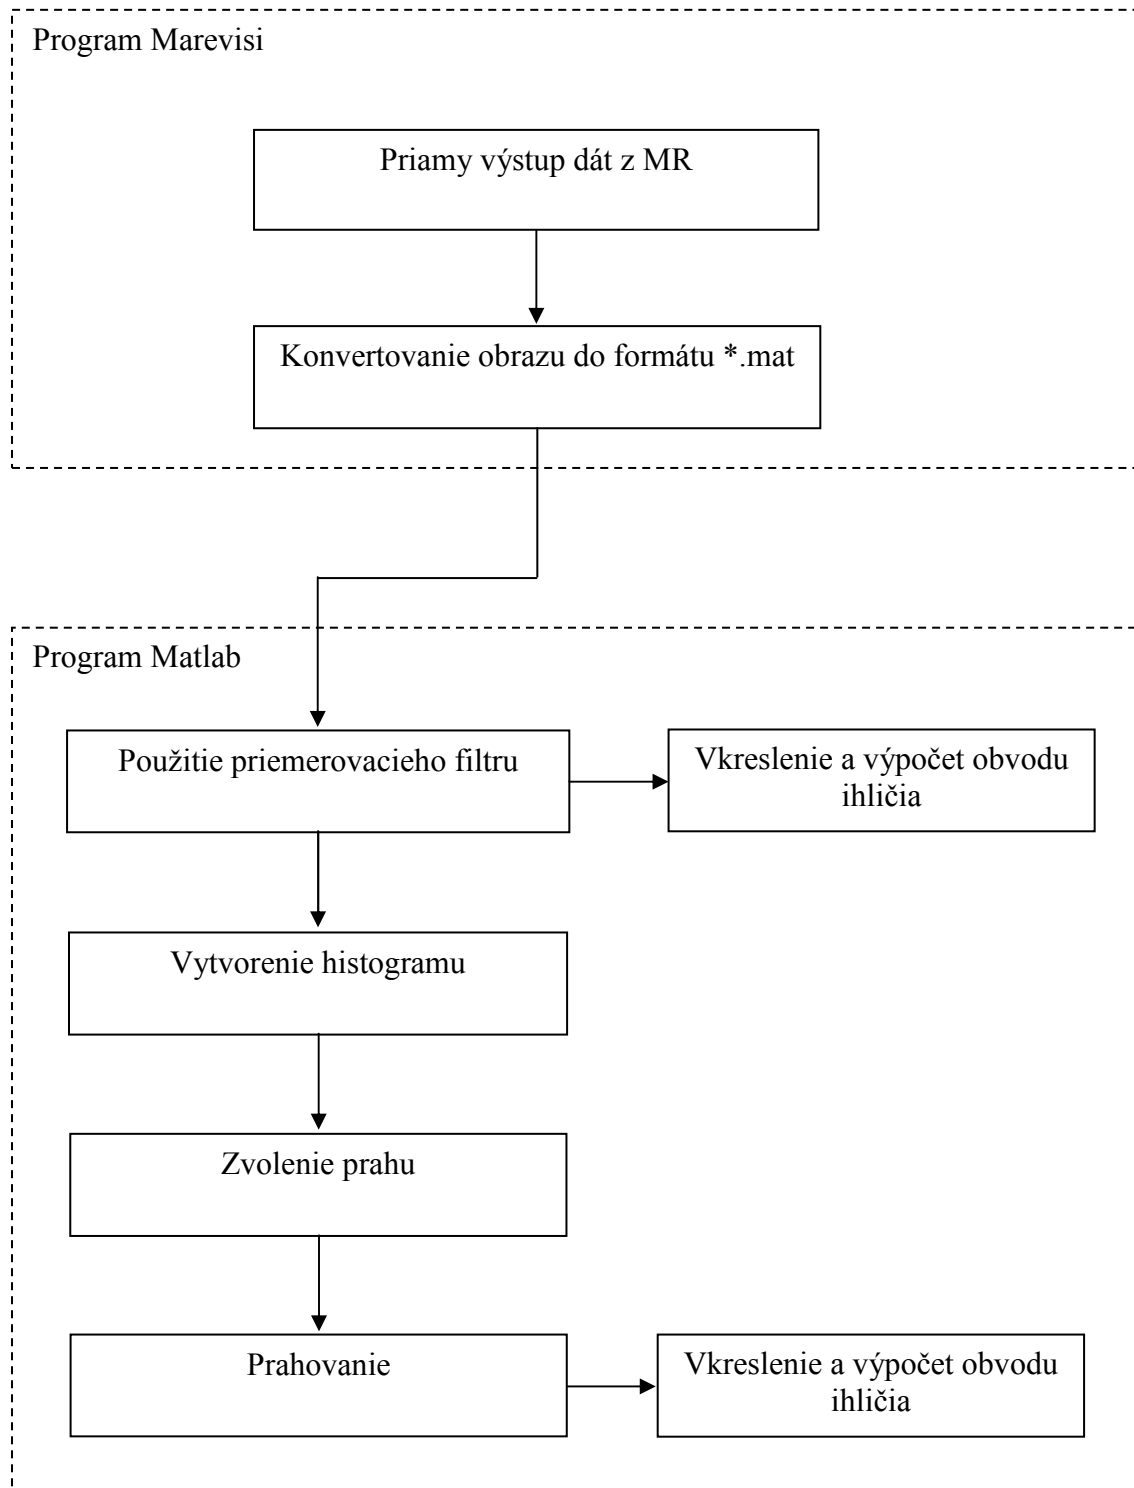 Program Marevisi
Priamy výstup dát z MR
Konvertovanie obrazu do formátu *.mat
Program Matlab
Použitie priemerovacieho filtru
Vkreslenie a výpočet obvodu
ihličia
Vytvorenie histogramu
Zvolenie prahu
Prahovanie
Vkreslenie a výpočet obvodu
ihličia